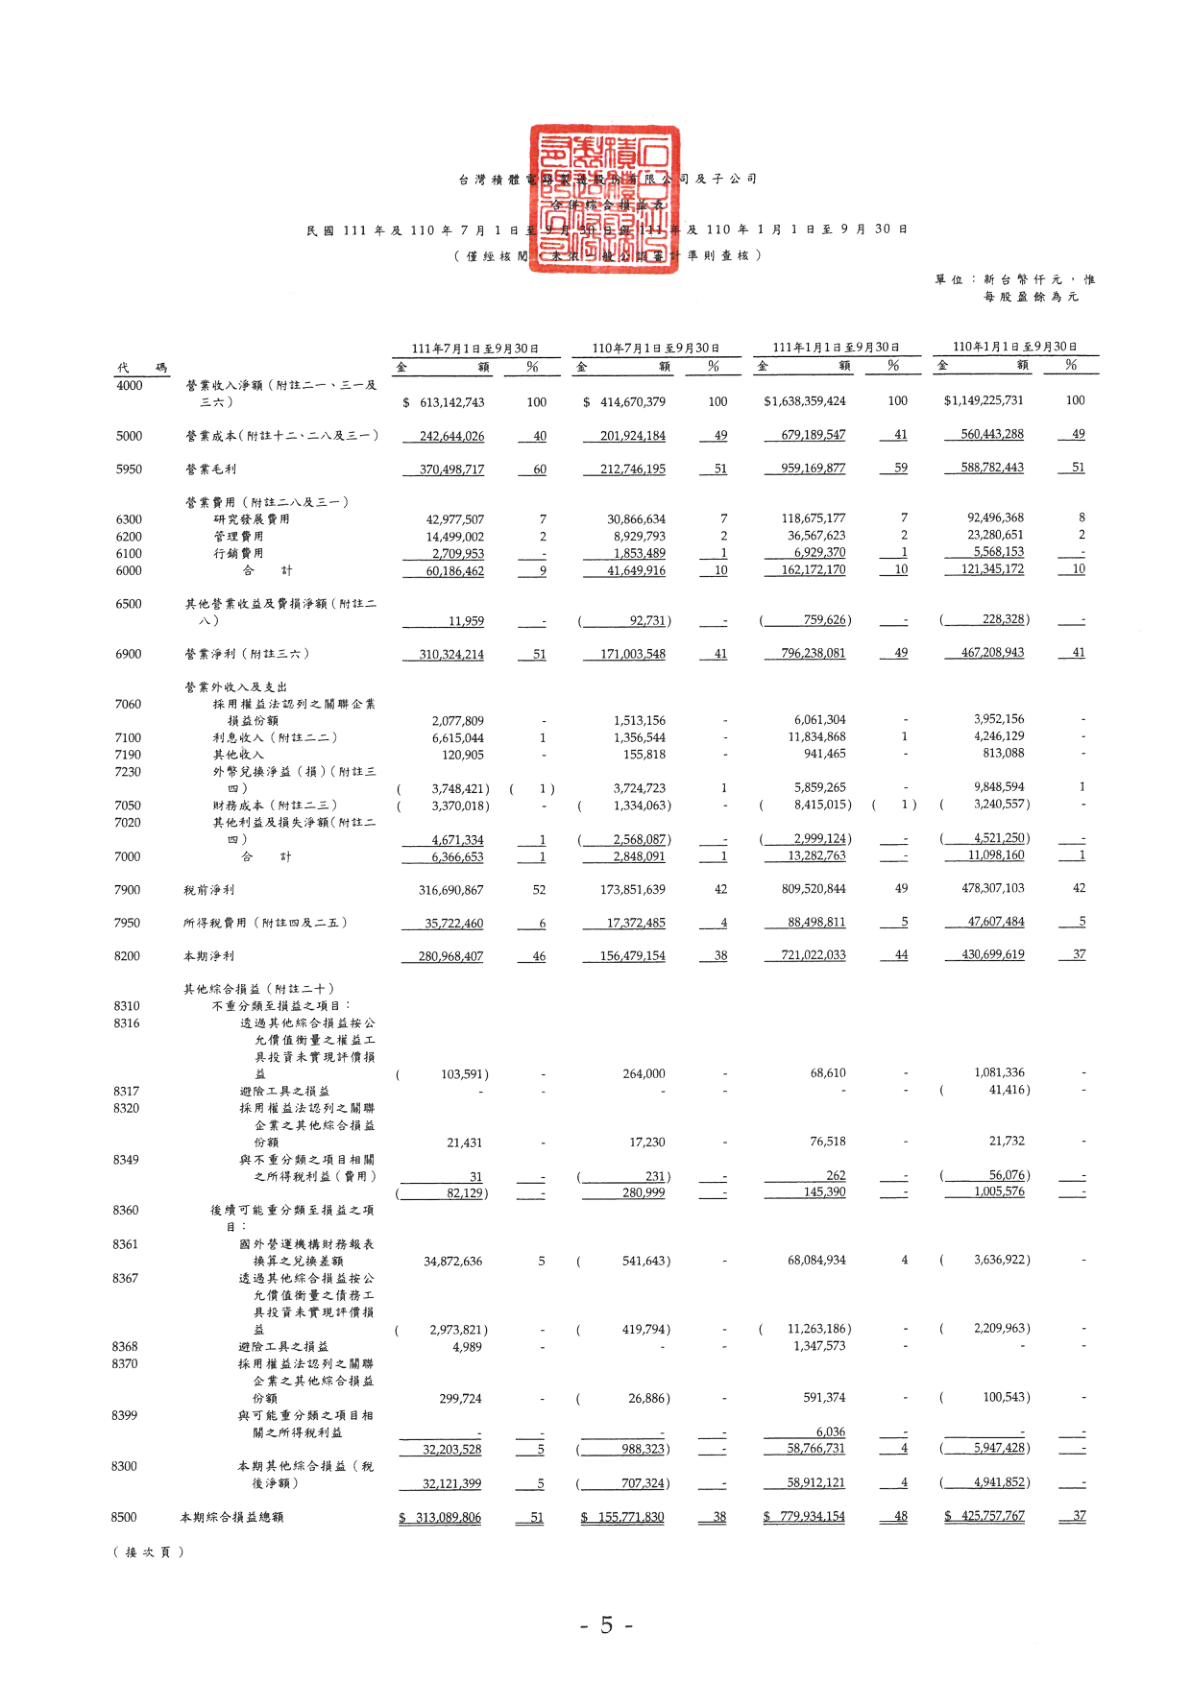 台灣積體電路製造股份有限公司及子公司
合併綜合損益表
民國 111 年及 110 年 7 月 1 日至 9 月 30 日與 111 年及 110 年 1 月 1 日至 9 月 30 日
（僅經核閱，未依一般公認審計準則查核）
單位：新台幣仟元，惟
每股盈餘為元
111年7月1日至9月30日 110年7月1日至9月30日 111年1月1日至9月30日 110年1月1日至9月30日
代 碼 金 額 % 金 額 % 金 額 % 金 額 %
4000 營業收入淨額（附註二一、三一及
三六） $ 613,142,743 100 $ 414,670,379 100 $1,638,359,424 100 $1,149,225,731 100
5000 營業成本（附註十二、二八及三一） 242,644,026 40 201,924,184 49 679,189,547 41 560,443,288 49
5950 營業毛利 370,498,717 60 212,746,195 51 959,169,877 59 588,782,443 51
營業費用（附註二八及三一）
6300 研究發展費用 42,977,507 7 30,866,634 7 118,675,177 7 92,496,368 8
6200 管理費用 14,499,002 2 8,929,793 2 36,567,623 2 23,280,651 2
6100 行銷費用 2,709,953 - 1,853,489 1 6,929,370 1 5,568,153 -
6000 合 計 60,186,462 9 41,649,916 10 162,172,170 10 121,345,172 10
6500 其他營業收益及費損淨額（附註二
八） 11,959 - ( 92,731) - ( 759,626) - ( 228,328) -
6900 營業淨利（附註三六） 310,324,214 51 171,003,548 41 796,238,081 49 467,208,943 41
營業外收入及支出
7060 採用權益法認列之關聯企業
損益份額 2,077,809 - 1,513,156 - 6,061,304 - 3,952,156 -
7100 利息收入（附註二二） 6,615,044 1 1,356,544 - 11,834,868 1 4,246,129 -
7190 其他收入 120,905 - 155,818 - 941,465 - 813,088 -
7230 外幣兌換淨益（損）（附註三
四） ( 3,748,421) ( 1) 3,724,723 1 5,859,265 - 9,848,594 1
7050 財務成本（附註二三） ( 3,370,018) - ( 1,334,063) - ( 8,415,015) ( 1) ( 3,240,557) -
7020 其他利益及損失淨額（附註二
四） 4,671,334 1 ( 2,568,087) - ( 2,999,124) - ( 4,521,250) -
7000 合 計 6,366,653 1 2,848,091 1 13,282,763 - 11,098,160 1
7900 稅前淨利 316,690,867 52 173,851,639 42 809,520,844 49 478,307,103 42
7950 所得稅費用（附註四及二五） 35,722,460 6 17,372,485 4 88,498,811 5 47,607,484 5
8200 本期淨利 280,968,407 46 156,479,154 38 721,022,033 44 430,699,619 37
其他綜合損益（附註二十）
8310 不重分類至損益之項目：
8316 透過其他綜合損益按公
允價值衡量之權益工
具投資未實現評價損
益 ( 103,591) - 264,000 - 68,610 - 1,081,336 -
8317 避險工具之損益 - - - - - - ( 41,416) -
8320 採用權益法認列之關聯
企業之其他綜合損益
份額 21,431 - 17,230 - 76,518 - 21,732 -
8349 與不重分類之項目相關
之所得稅利益（費用） 31 - ( 231) - 262 - ( 56,076) -
( 82,129) - 280,999 - 145,390 - 1,005,576 -
8360 後續可能重分類至損益之項
目：
8361 國外營運機構財務報表
換算之兌換差額 34,872,636 5 ( 541,643) - 68,084,934 4 ( 3,636,922) -
8367 透過其他綜合損益按公
允價值衡量之債務工
具投資未實現評價損
益 ( 2,973,821) - ( 419,794) - ( 11,263,186) - ( 2,209,963) -
8368 避險工具之損益 4,989 - - - 1,347,573 - - -
8370 採用權益法認列之關聯
企業之其他綜合損益
份額 299,724 - ( 26,886) - 591,374 - ( 100,543) -
8399 與可能重分類之項目相
關之所得稅利益 - - - - 6,036 - - -
32,203,528 5 ( 988,323) - 58,766,731 4 ( 5,947,428) -
8300 本期其他綜合損益（稅
後淨額） 32,121,399 5 ( 707,324) - 58,912,121 4 ( 4,941,852) -
8500 本期綜合損益總額 $ 313,089,806 51 $ 155,771,830 38 $ 779,934,154 48 $ 425,757,767 37
（接次頁）
- 5 -